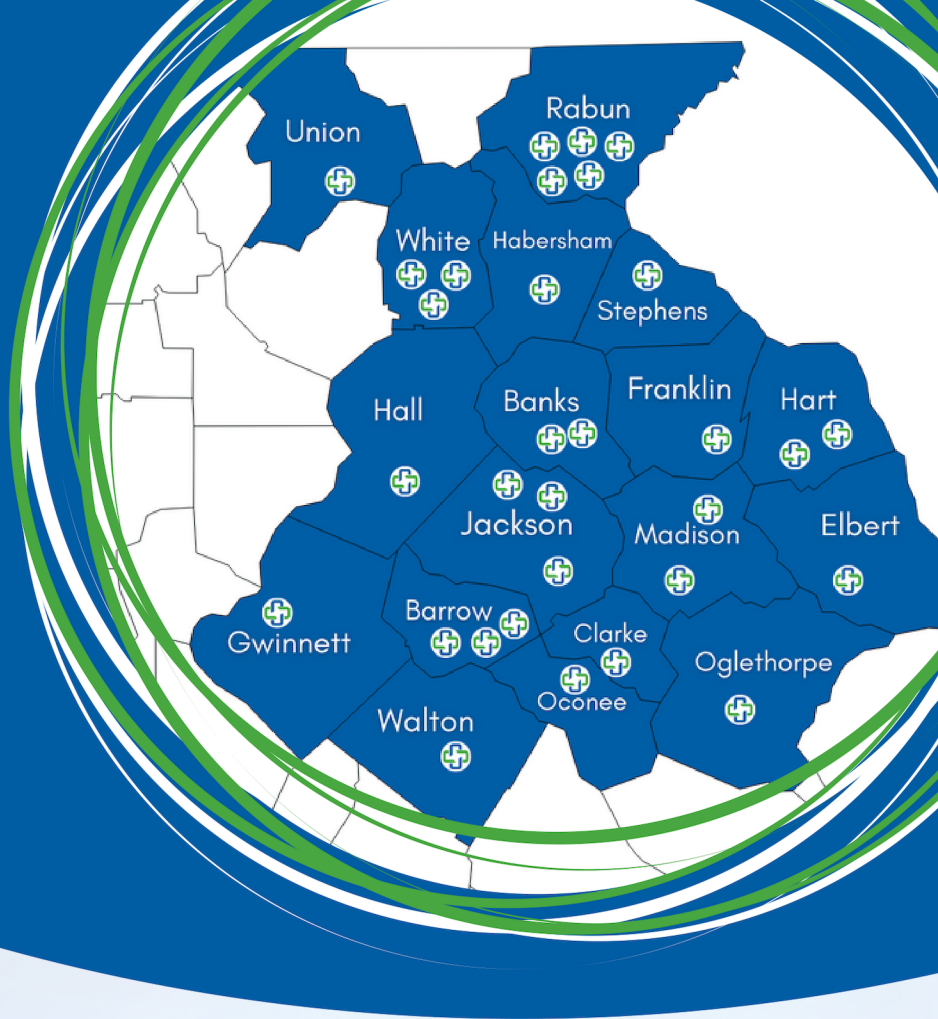 Rabun
Union
White
Habersham
Stephens
Franklin
Hart
Banks
Hall
Jackson
Madison
Elbert
Barrow
Clarke
Gwinnett
Oglethorpe
Oconee
Walton